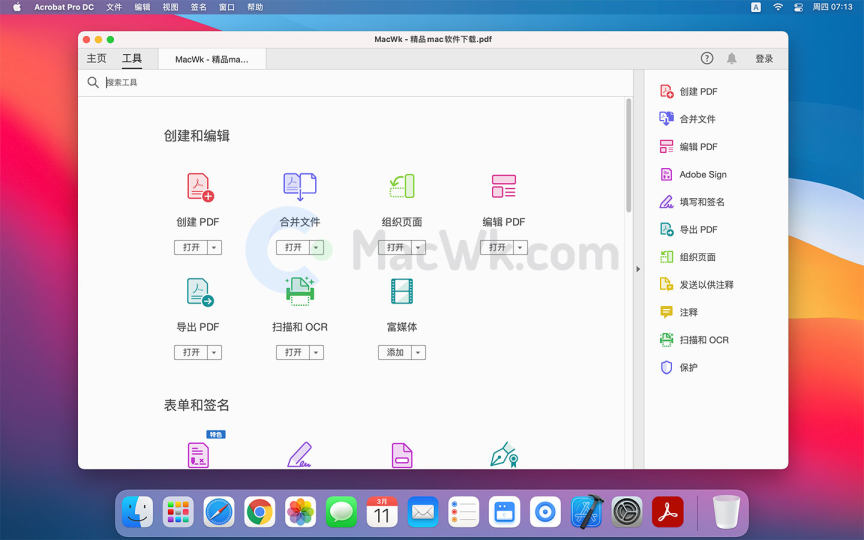 Acrobat Pro DC 文件 编辑 视图 签名 窗口 帮助 A 周四 07:13
MacWk - 精品mac软件下载.pdf
主页 工具 MacWk - 精品ma... ? 登录
搜索工具
创建和编辑
创建 PDF 合并文件 组织页面 编辑 PDF
打开 打开 打开 打开
MacWk.com
导出 PDF 扫描和 OCR 富媒体
打开 打开 添加
表单和签名
特色
创建 PDF
合并文件
编辑 PDF
Adobe Sign
填写和签名
导出 PDF
组织页面
发送以供注释
注释
扫描和 OCR
保护
3月
11